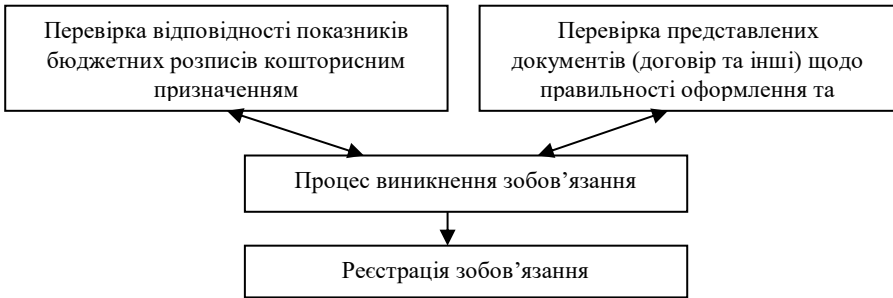 Перевірка відповідності показників
бюджетних розписів кошторисним
призначенням
Перевірка представлених
документів (договір та інші) щодо
правильності оформлення та
Процес виникнення зобов’язання
Реєстрація зобов’язання